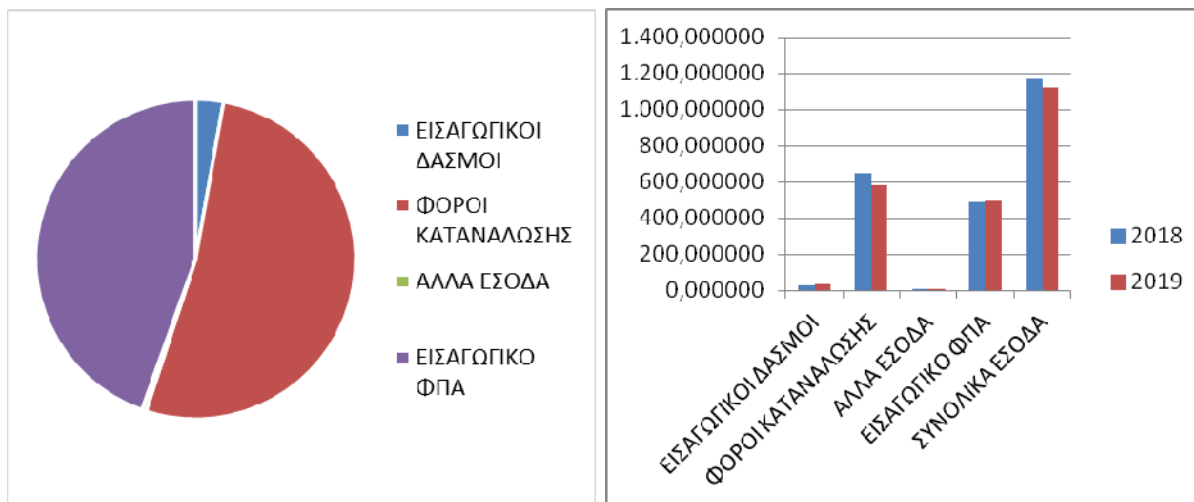 ΕΙΣΑΓΩΓΙΚΟΙ
ΔΑΣΜΟΙ
ΦΟΡΟΙ
ΚΑΤΑΝΑΛΩΣΗΣ
ΑΛΛΑ ΕΣΟΔΑ
ΕΙΣΑΓΩΓΙΚΟ
ΦΠΑ
1.400,000000
1.200,000000
1.000,000000
800,000000
600,000000
400,000000
200,000000
0,000000
2018
2019
ΕΙΣΑΓΩΓΙΚΟΙ ΔΑΣΜΟΙ
ΦΟΡΟΙ ΚΑΤΑΝΑΛΩΣΗΣ
ΑΛΛΑ ΕΣΟΔΑ
ΕΙΣΑΓΩΓΙΚΟ ΦΠΑ
ΣΥΝΟΛΙΚΑ ΕΣΟΔΑ